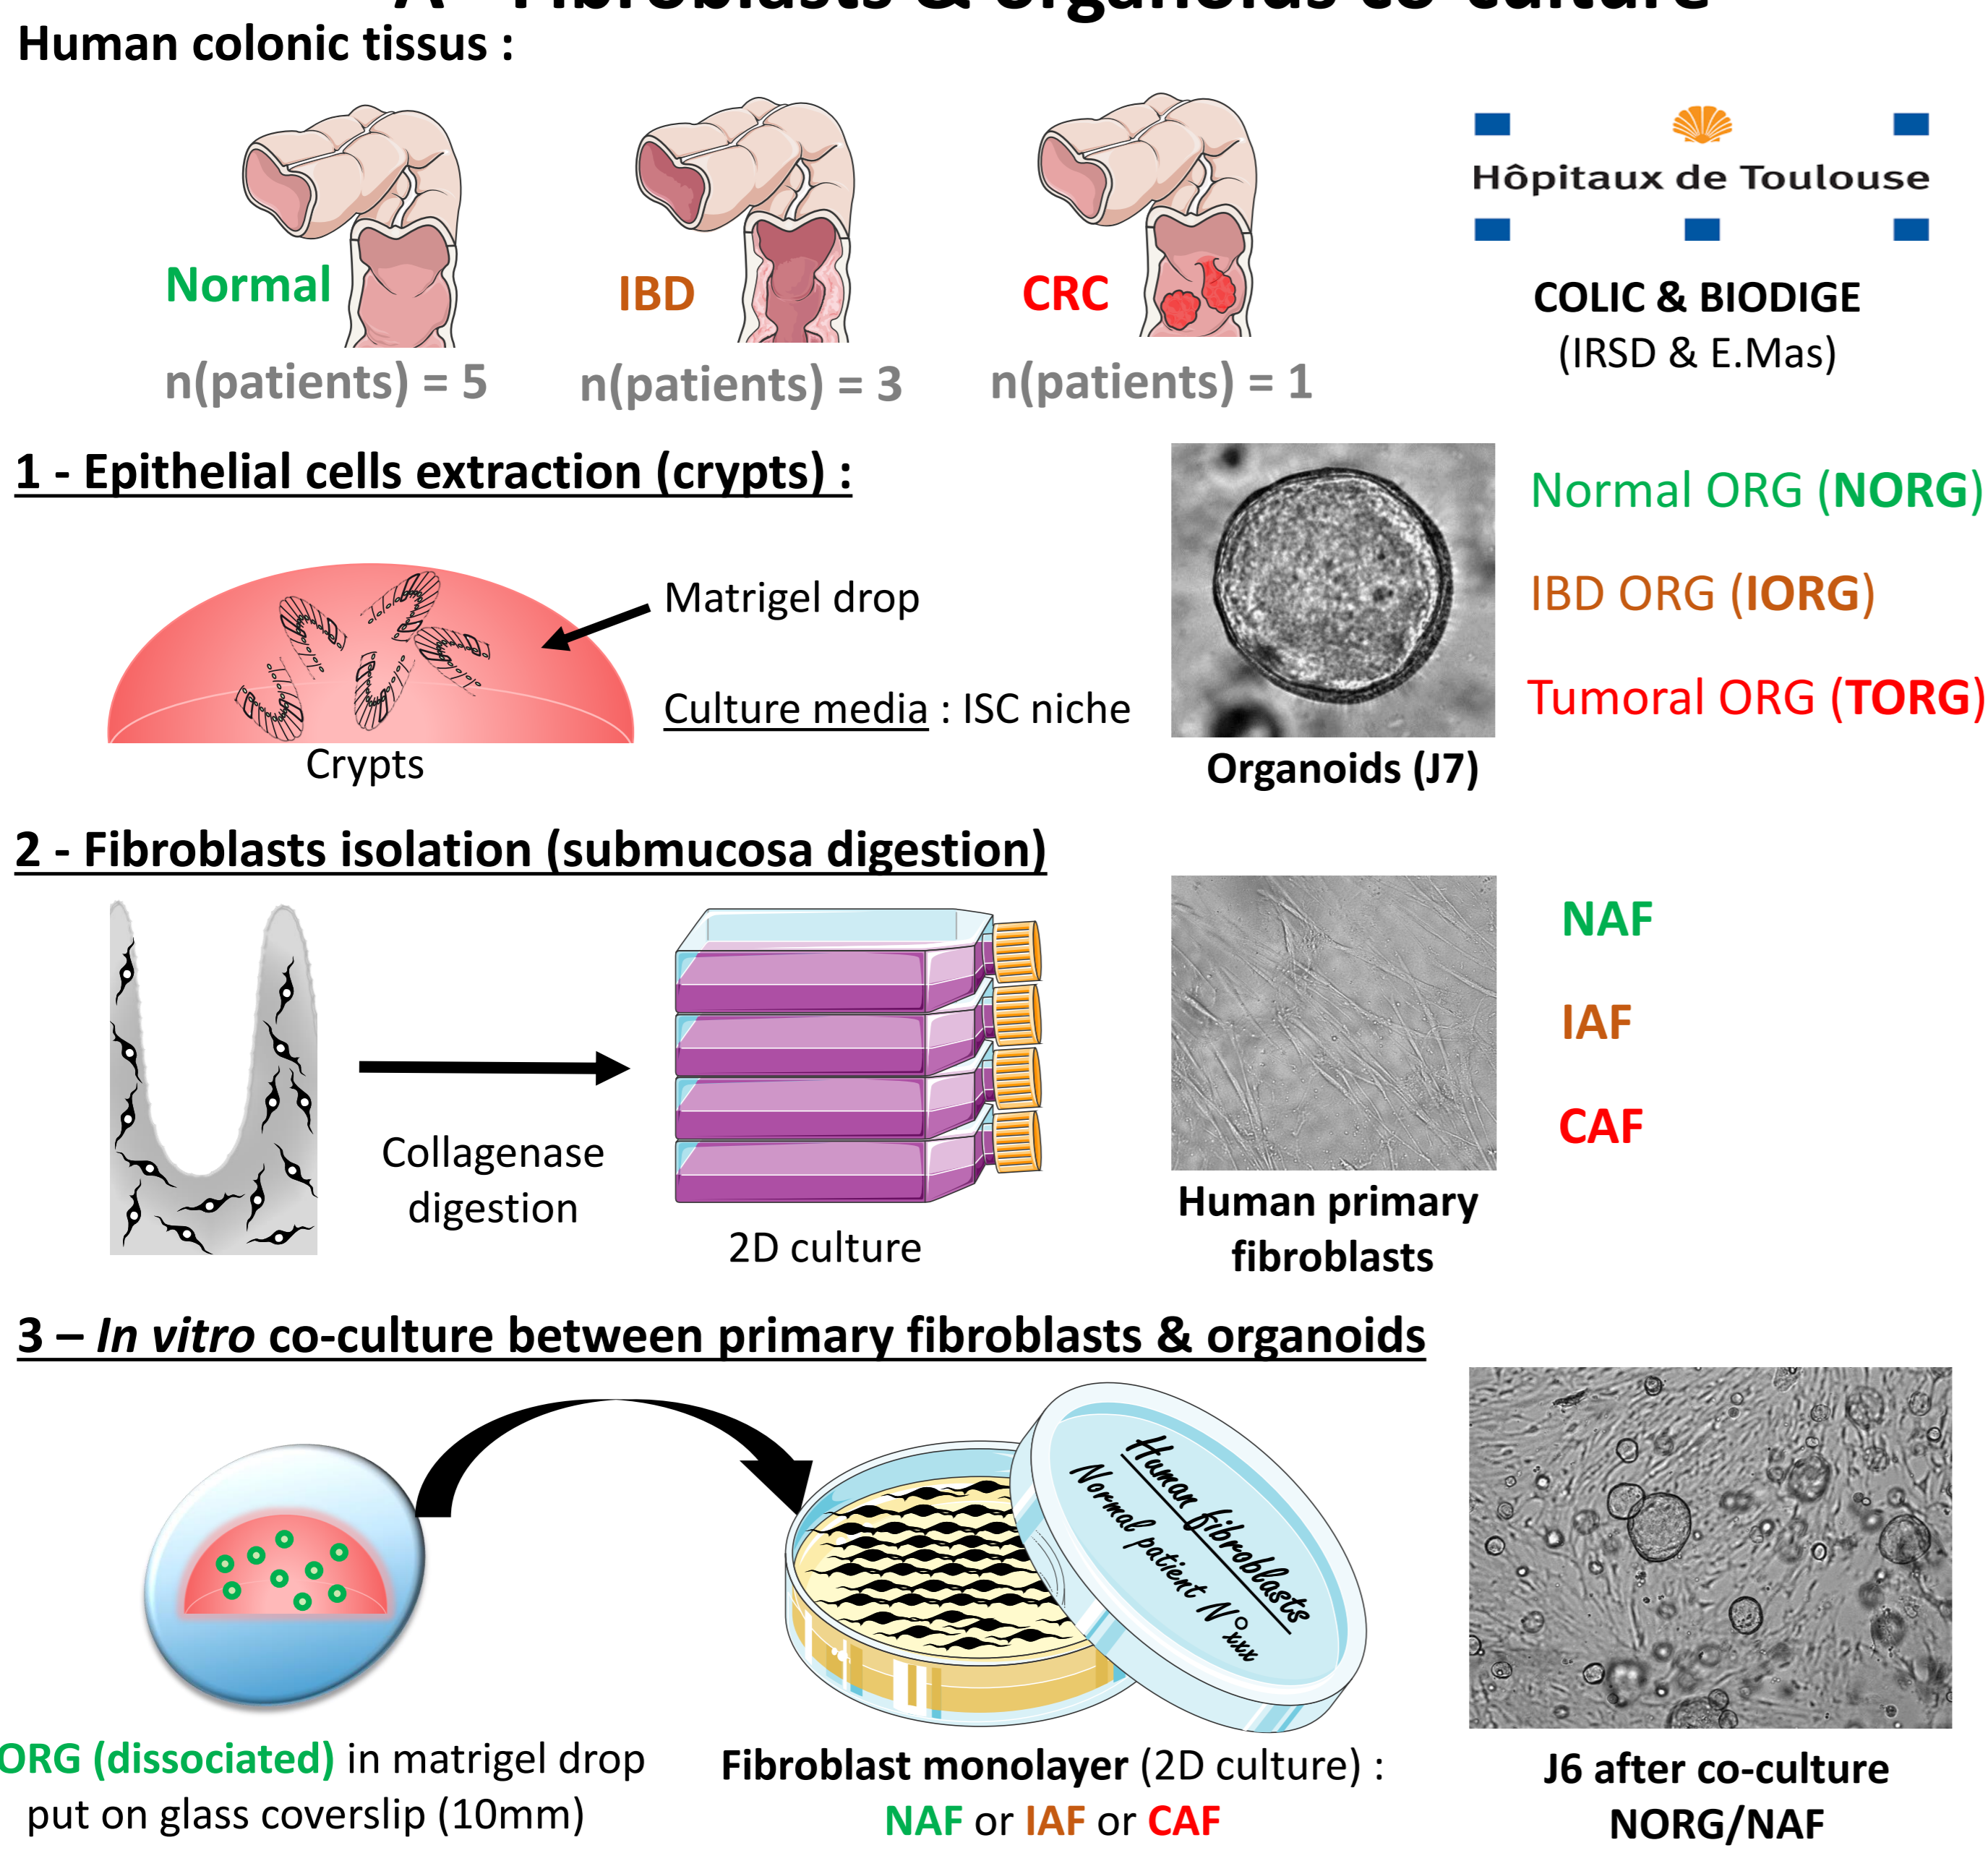 A - Fibroblasts & organoids co-culture
Human colonic tissus :
Normal
IBD
CRC
n(patients) = 5
n(patients) = 3
n(patients) = 1
Hôpitaux de Toulouse
COLIC & BIODIGE
(IRSD & E.Mas)
1 - Epithelial cells extraction (crypts) :
Matrigel drop
Culture media : ISC niche
Crypts
Organoids (J7)
Normal ORG (NORG)
IBD ORG (IORG)
Tumoral ORG (TORG)
2 - Fibroblasts isolation (submucosa digestion)
Collagenase
digestion
2D culture
Human primary
fibroblasts
NAF
IAF
CAF
3 – In vitro co-culture between primary fibroblasts & organoids
Human fibroblasts
Normal patient N°xxx
ORG (dissociated) in matrigel drop
put on glass coverslip (10mm)
Fibroblast monolayer (2D culture) :
NAF or IAF or CAF
J6 after co-culture
NORG/NAF